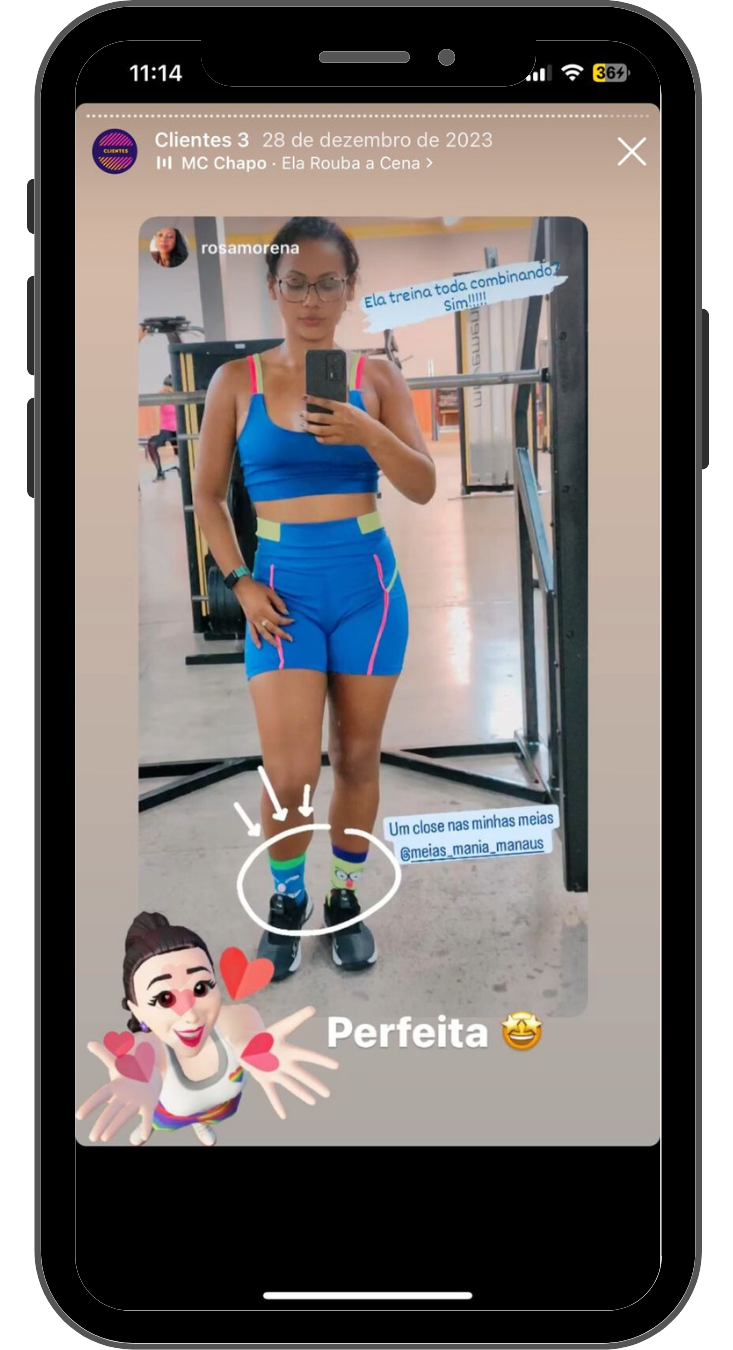 11:14
36
CLIENTES
Clientes 3 28 de dezembro de 2023
MC Chapo · Ela Rouba a Cena >
rosamorena
Ela treina toda combinando?
Sim!!!!!
movement
Um close nas minhas meias
@meias_mania_manaus
Perfeita